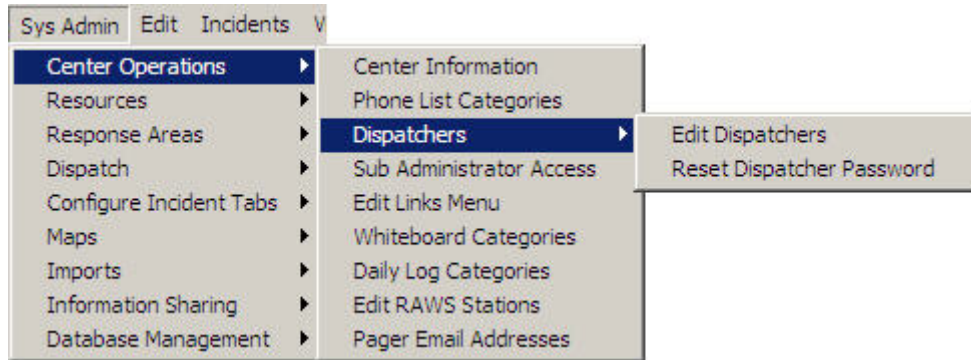 Sys Admin Edit Incidents
Center Operations
Resources
Response Areas
Dispatch
Configure Incident Tabs
Maps
Imports
Information Sharing
Database Management
Center Information
Phone List Categories
Dispatchers
Sub Administrator Access
Edit Links Menu
Whiteboard Categories
Daily Log Categories
Edit RAWS Stations
Pager Email Addresses
Edit Dispatchers
Reset Dispatcher Password